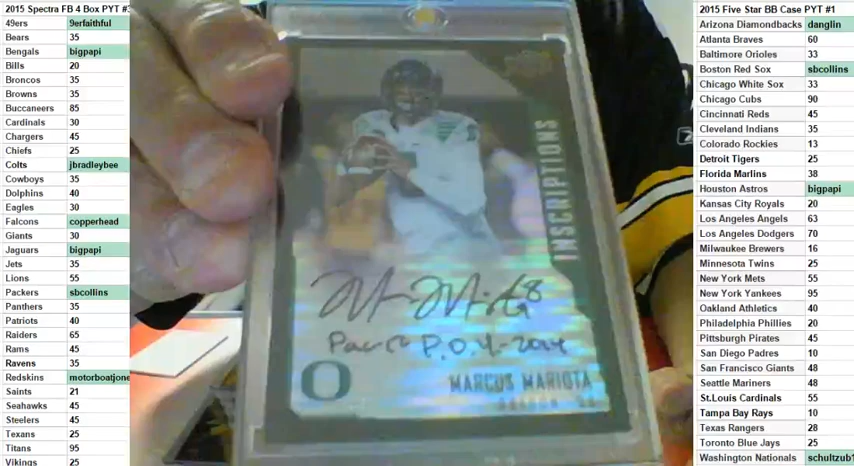 2015 Spectra FB 4 Box PYT #3
49ers 9erfaithful
Bears 35
Bengals bigpapi
Bills 20
Broncos 35
Browns 35
Buccaneers 85
Cardinals 30
Chargers 45
Chiefs 25
Colts jbradleybee
Cowboys 35
Dolphins 40
Eagles 30
Falcons copperhead
Giants 30
Jaguars bigpapi
Jets 35
Lions 55
Packers sbcollins
Panthers 35
Patriots 40
Raiders 65
Rams 45
Ravens 35
Redskins motorboatjone
Saints 21
Seahawks 45
Steelers 45
Texans 25
Titans 95
Vikings 25
INSCRIPTIONS
8
P.O.Y-2014
O
MARCUS MARIOTA
2015 Five Star BB Case PYT #1
Arizona Diamondbacks danglin
Atlanta Braves 60
Baltimore Orioles 33
Boston Red Sox sbcollins
Chicago White Sox 33
Chicago Cubs 90
Cincinnati Reds 45
Cleveland Indians 35
Colorado Rockies 13
Detroit Tigers 25
Florida Marlins 38
Houston Astros bigpapi
Kansas City Royals 20
Los Angeles Angels 63
Los Angeles Dodgers 70
Milwaukee Brewers 16
Minnesota Twins 25
New York Mets 55
New York Yankees 95
Oakland Athletics 40
Philadelphia Phillies 20
Pittsburgh Pirates 45
San Diego Padres 10
San Francisco Giants 48
Seattle Mariners 48
St.Louis Cardinals 55
Tampa Bay Rays 10
Texas Rangers 28
Toronto Blue Jays 25
Washington Nationals schultzub1